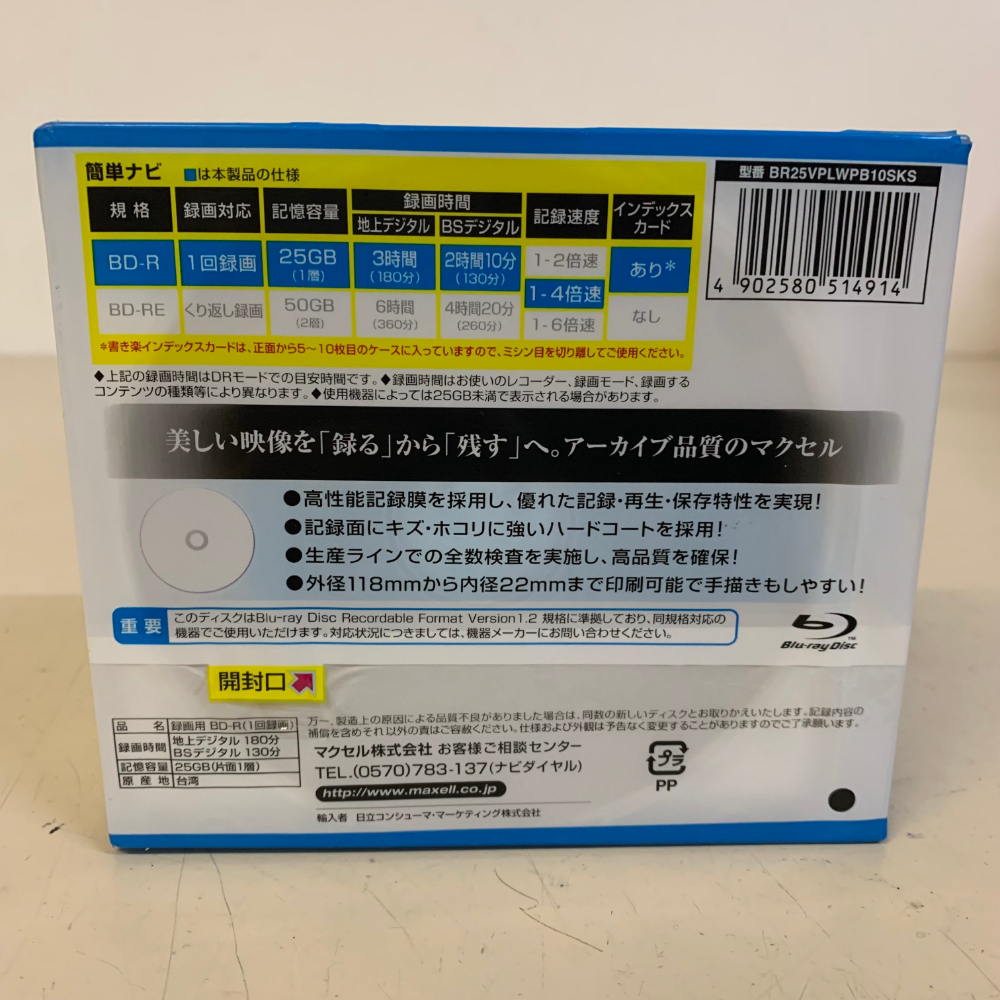 簡単ナビ ■は本製品の仕様
規格 録画対応 記憶容量 録画時間 記録速度 インデックスカード
地上デジタル BSデジタル
BD-R 1回録画 25GB(1層) 3時間(180分) 2時間10分(130分) 1-2倍速 あり*
1-4倍速
BD-RE くり返し録画 50GB(2層) 6時間(360分) 4時間20分(260分) 1-6倍速 なし
*書き楽インデックスカードは、正面から5~10枚目のケースに入っていますので、ミシン目を切り離してご使用ください。
型番 BR25VPLWPB10SKS
4 902580 514914
◆上記の録画時間はDRモードでの目安時間です。◆録画時間はお使いのレコーダー、録画モード、録画する
コンテンツの種類等により異なります。◆使用機器によっては25GB未満で表示される場合があります。
美しい映像を「録る」から「残す」へ。アーカイブ品質のマクセル
●高性能記録膜を採用し、優れた記録・再生・保存特性を実現!
●記録面にキズ・ホコリに強いハードコートを採用!
●生産ラインでの全数検査を実施し、高品質を確保!
●外径118mmから内径22mmまで印刷可能で手描きもしやすい!
重要 このディスクはBlu-ray Disc Recordable Format Version1.2 規格に準拠しており、同規格対応の
機器でご使用いただけます。対応状況につきましては、機器メーカーにお問い合わせください。
Blu-ray Disc™
開封口
品名 録画用 BD-R(1回録画)
録画時間 地上デジタル 180分
BSデジタル 130分
記憶容量 25GB(片面1層)
原産地 台湾
万一、製造上の原因による品質不良がありました場合は、同数の新しいディスクとお取りかえいたします。記録内容の
補償を含めそれ以外の責はご容赦ください。仕様および外観は予告なく変更することがありますのでご了承願います。
マクセル株式会社 お客様ご相談センター
TEL.(0570)783-137(ナビダイヤル)
http://www.maxell.co.jp
輸入者 日立コンシューマ・マーケティング株式会社
プラ
PP